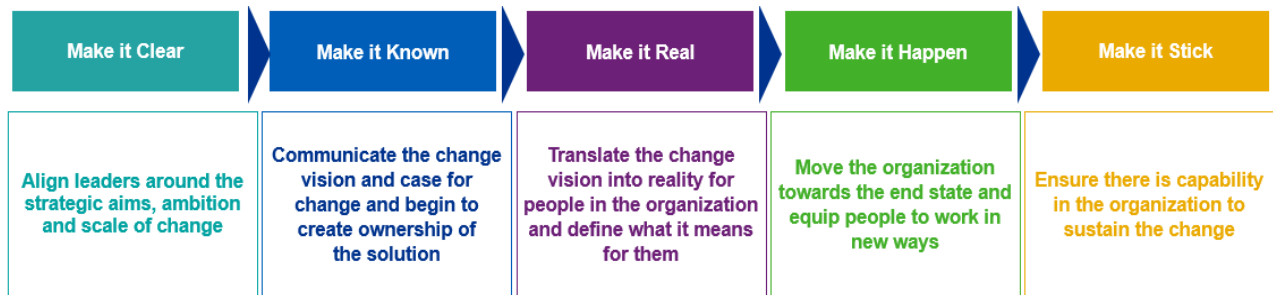 Make it Clear
Make it Known
Make it Real
Make it Happen
Make it Stick
Align leaders around the
strategic aims, ambition
and scale of change
Communicate the change
vision and case for
change and begin to
create ownership of
the solution
Translate the change
vision into reality for
people in the organization
and define what it means
for them
Move the organization
towards the end state and
equip people to work in
new ways
Ensure there is capability
in the organization to
sustain the change